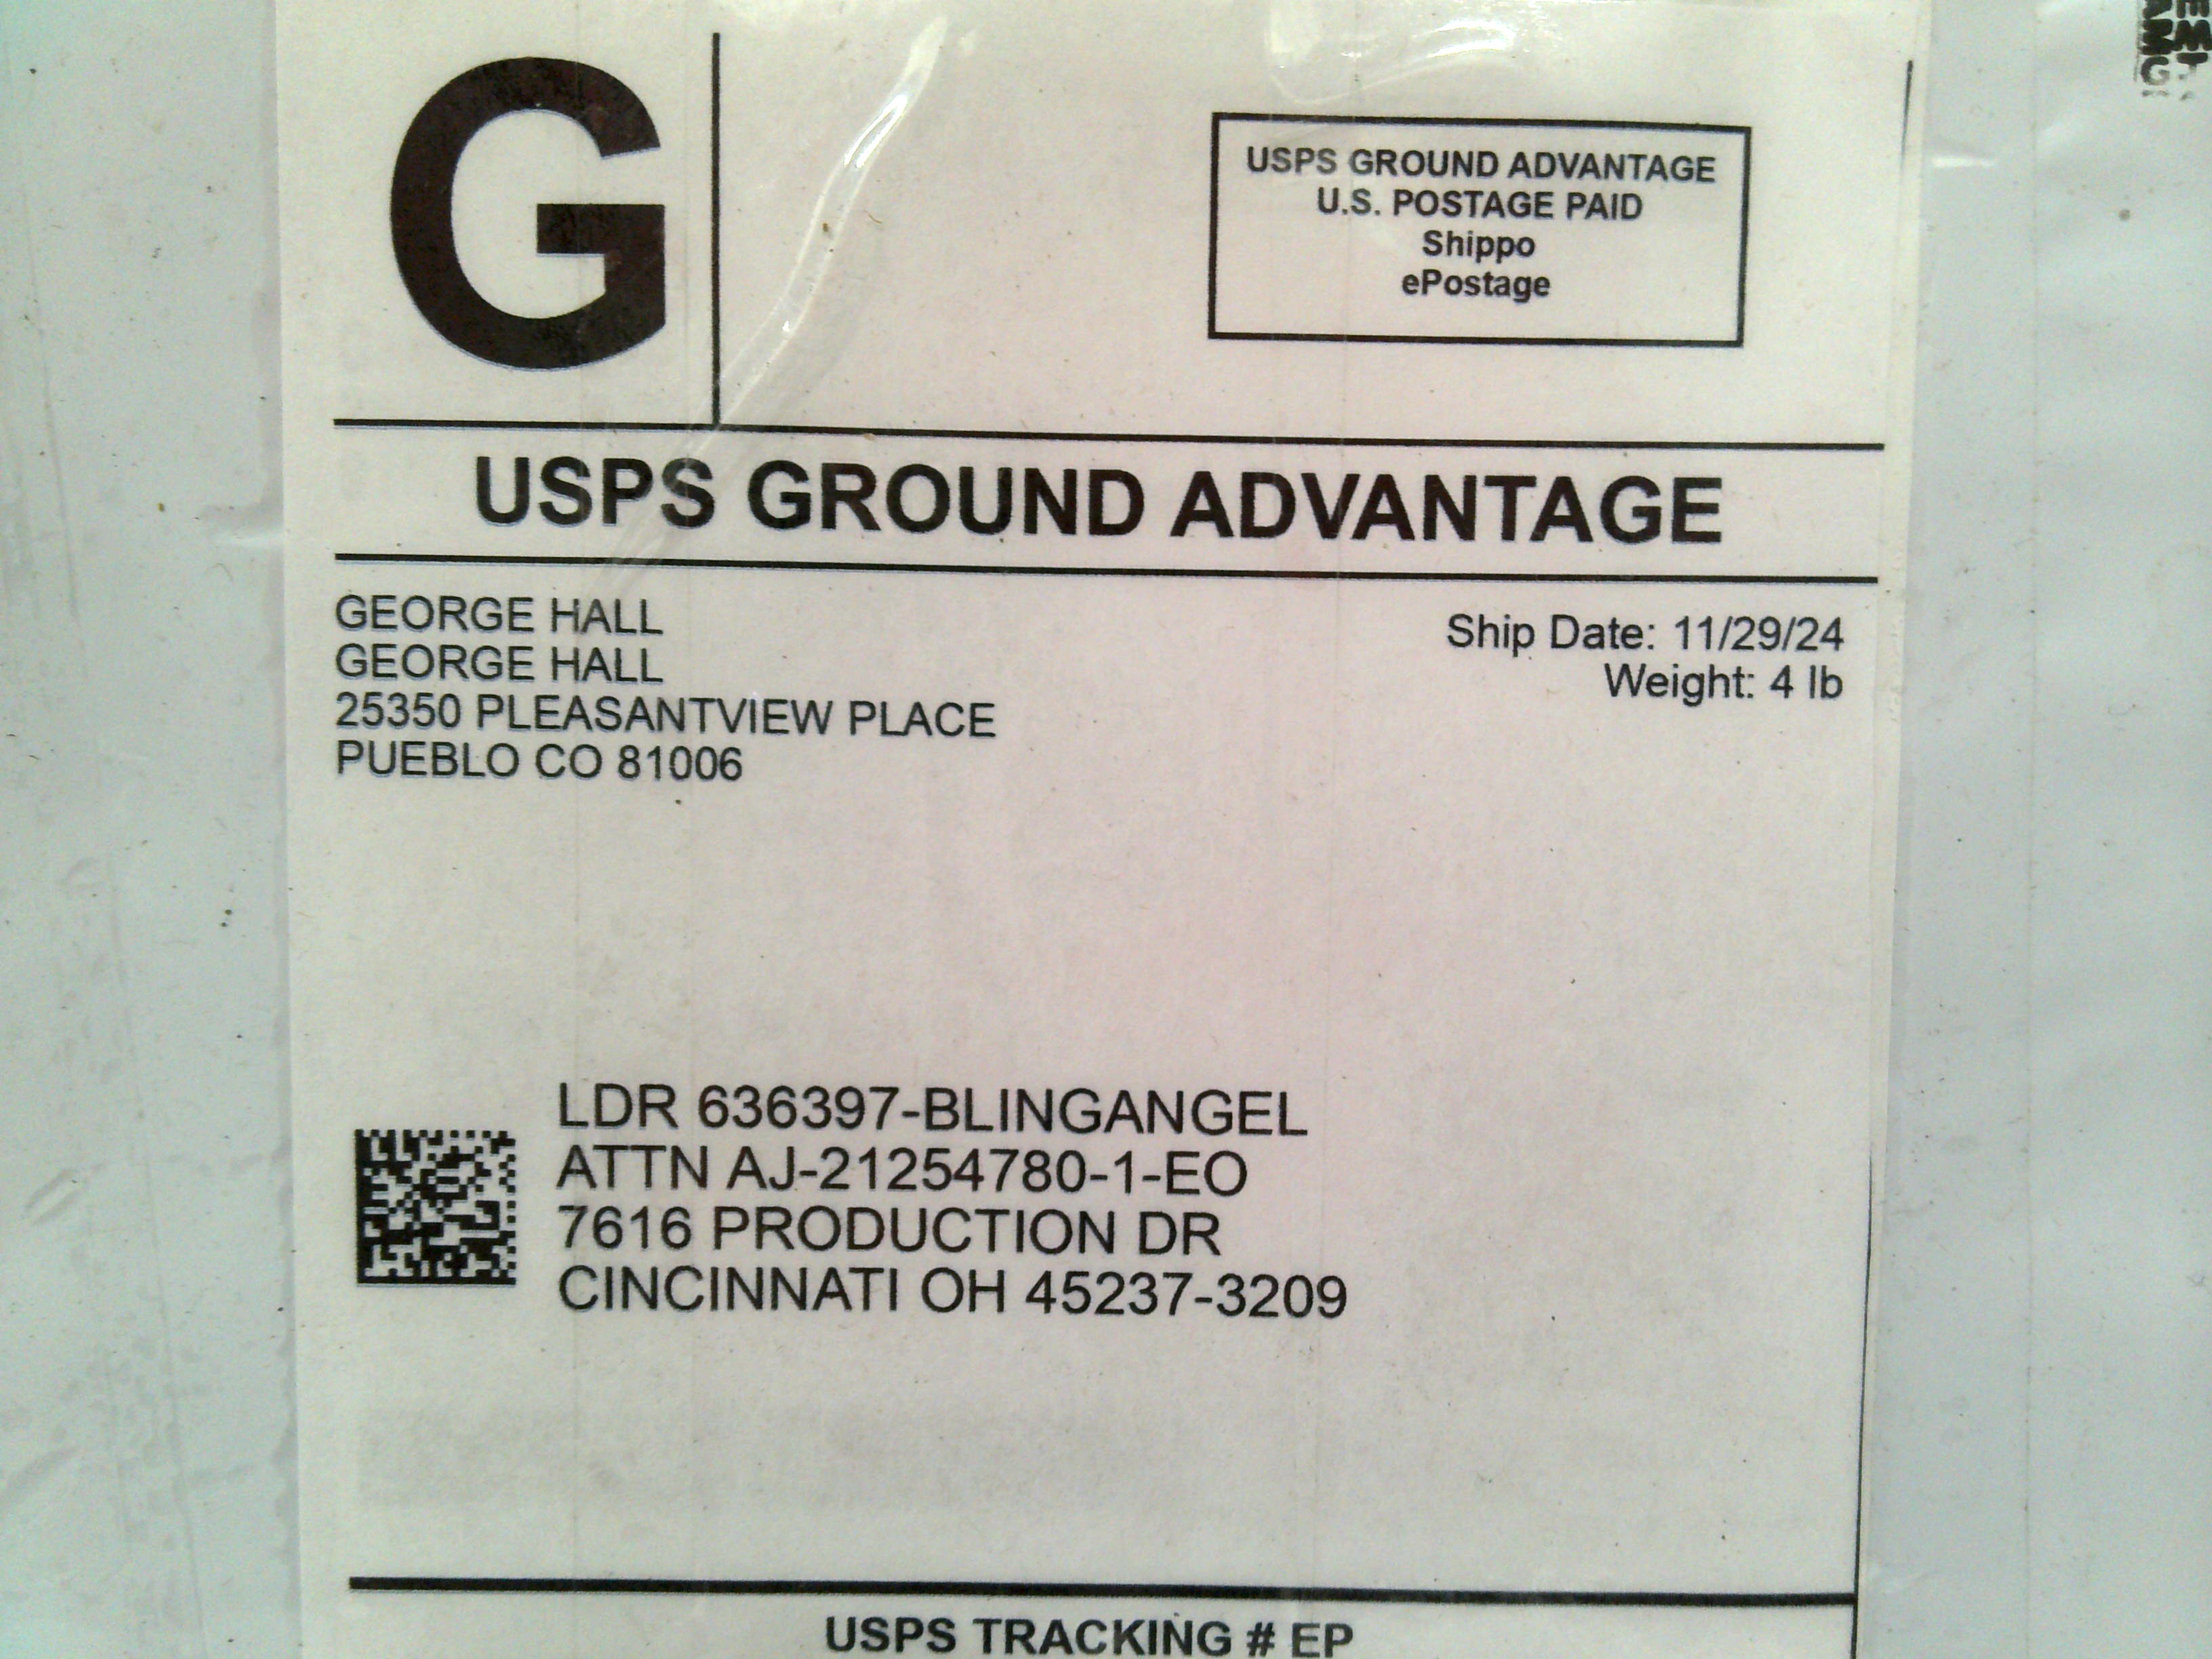 G
USPS GROUND ADVANTAGE
U.S. POSTAGE PAID
Shippo
ePostage
USPS GROUND ADVANTAGE
GEORGE HALL
GEORGE HALL
25350 PLEASANTVIEW PLACE
PUEBLO CO 81006
Ship Date: 11/29/24
Weight: 4 lb
LDR 636397-BLINGANGEL
ATTN AJ-21254780-1-EO
7616 PRODUCTION DR
CINCINNATI OH 45237-3209
USPS TRACKING # EP